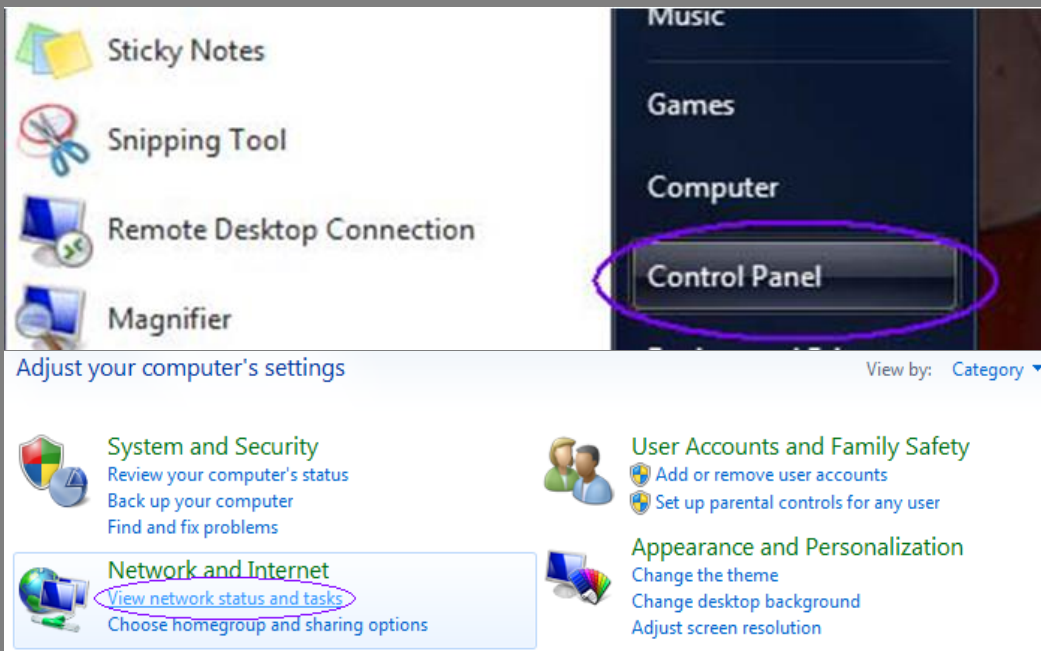 Sticky Notes
Snipping Tool
Remote Desktop Connection
Magnifier
Music
Games
Computer
Control Panel
Adjust your computer's settings
View by: Category
System and Security
Review your computer's status
Back up your computer
Find and fix problems
Network and Internet
View network status and tasks
Choose homegroup and sharing options
User Accounts and Family Safety
Add or remove user accounts
Set up parental controls for any user
Appearance and Personalization
Change the theme
Change desktop background
Adjust screen resolution